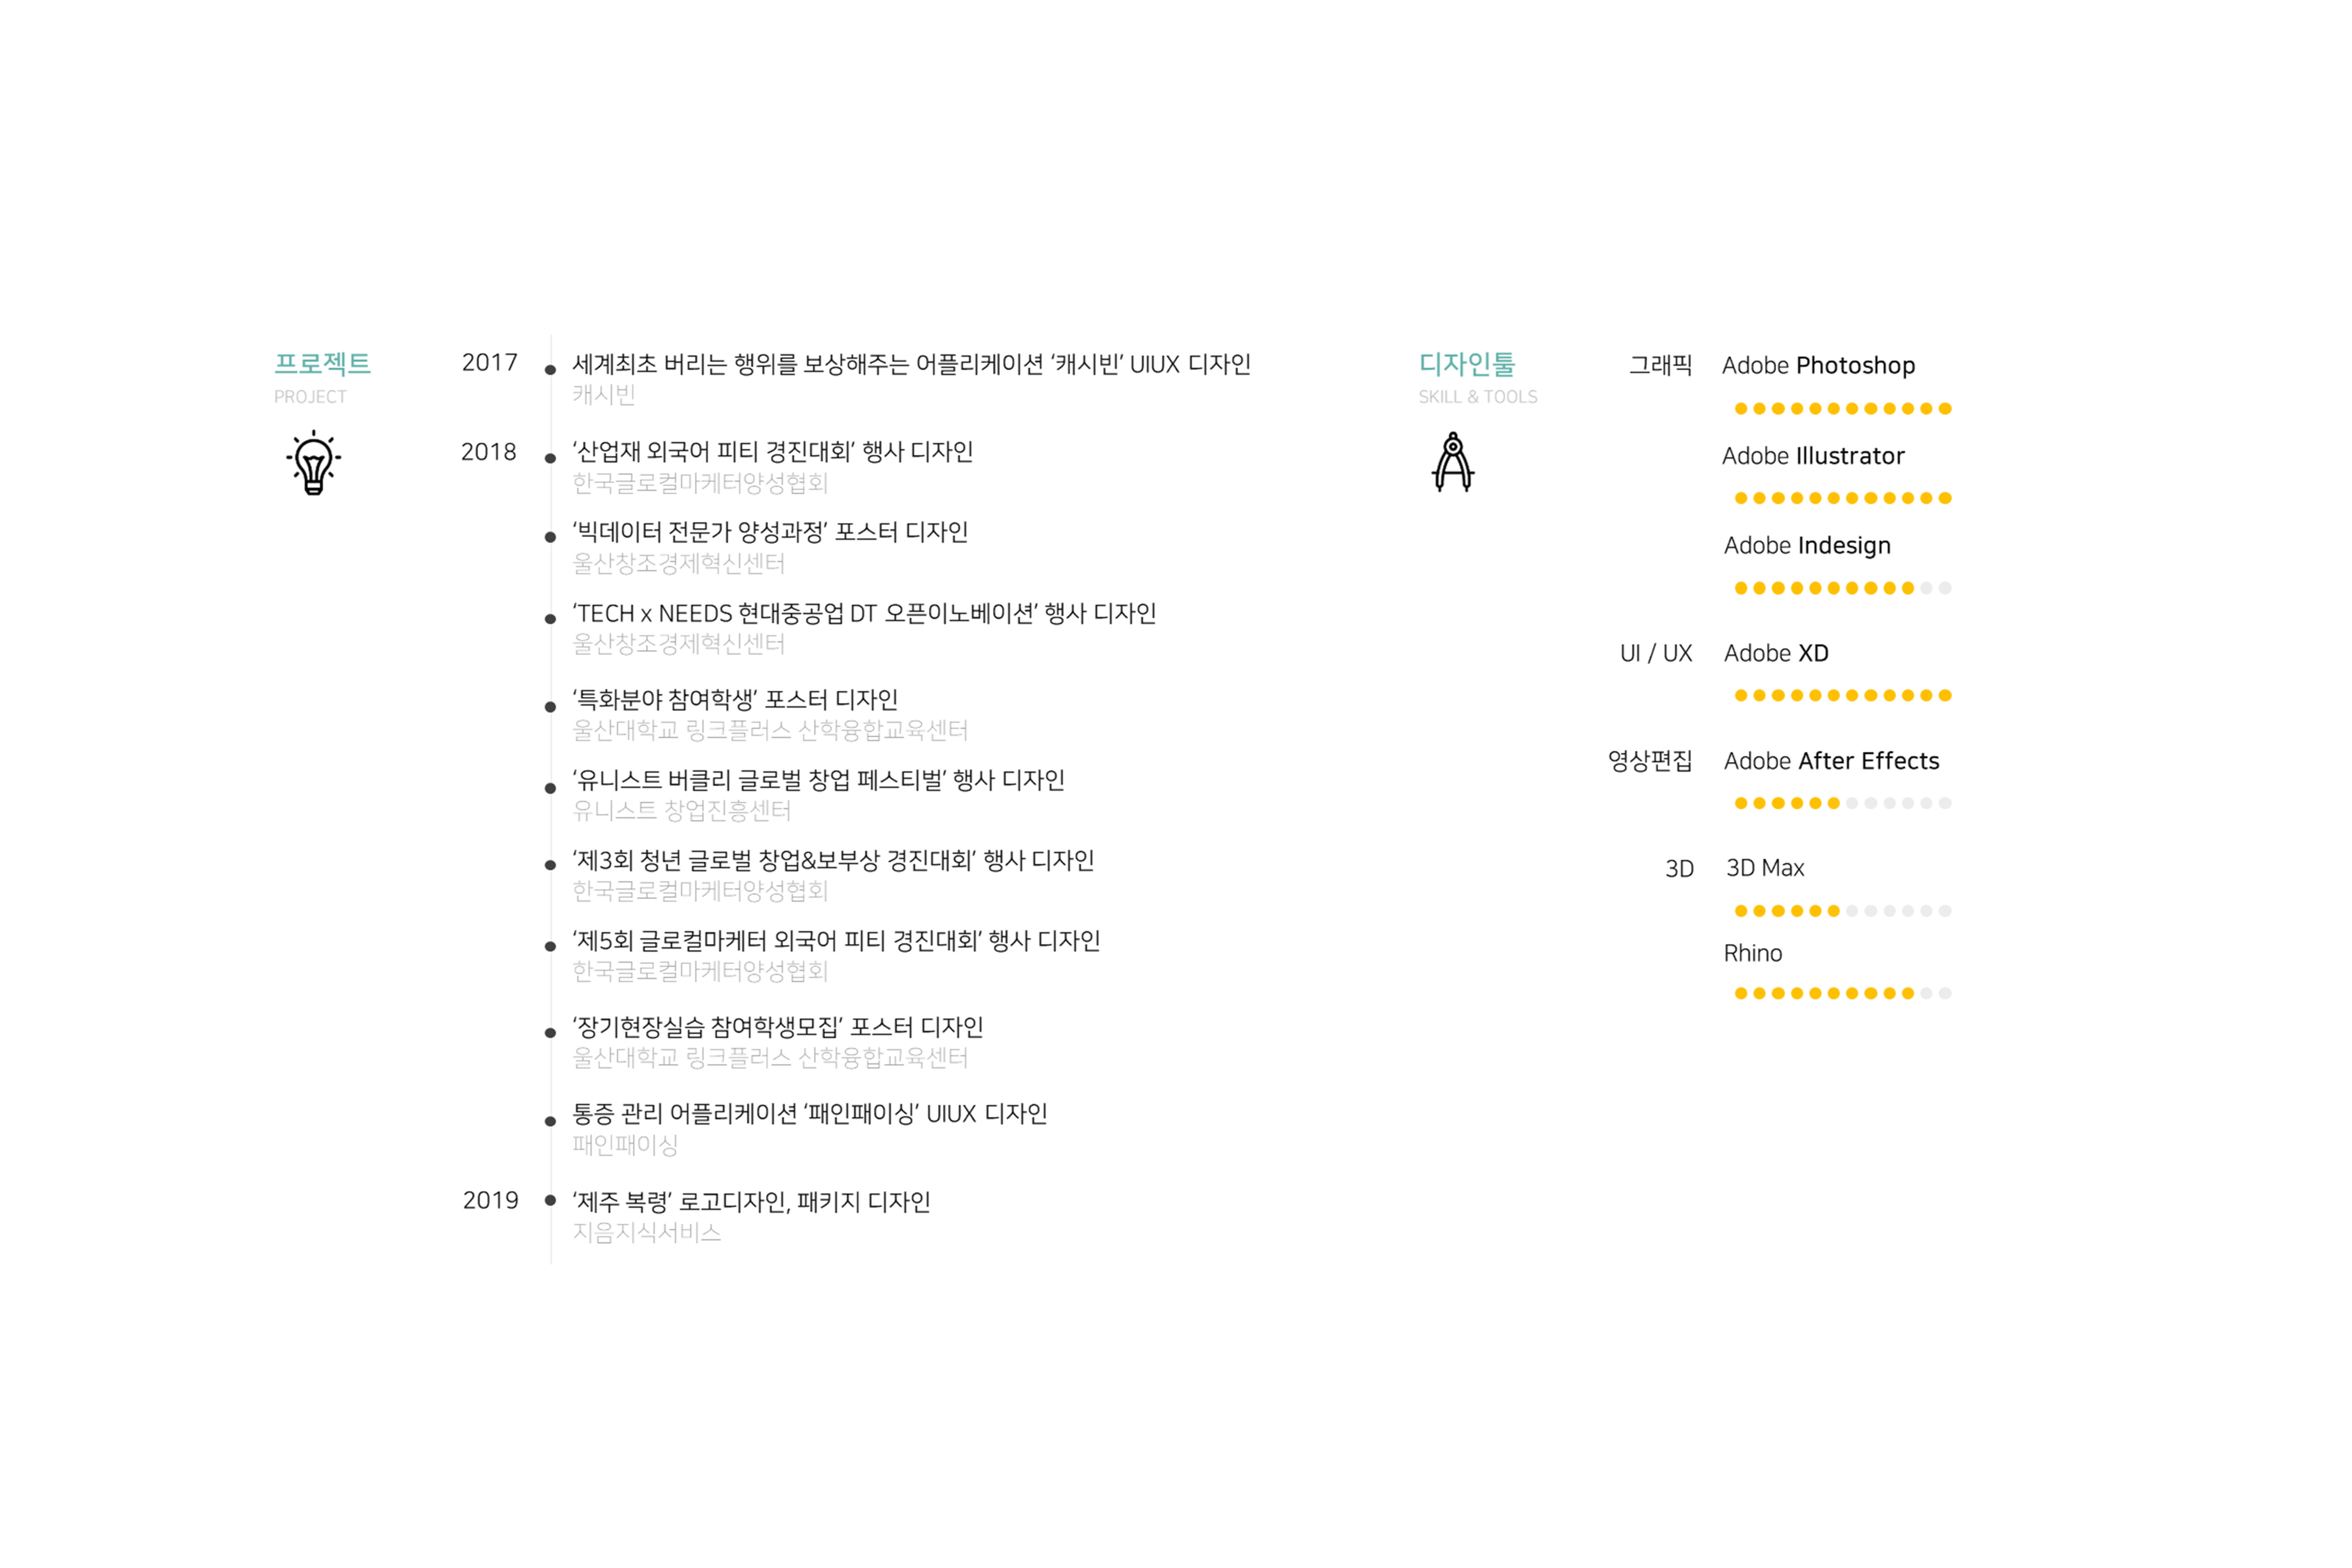 프로젝트
PROJECT
2017
세계최초 버리는 행위를 보상해주는 어플리케이션 ‘캐시빈’ UIUX 디자인
캐시빈
2018
‘산업재 외국어 피티 경진대회’ 행사 디자인
한국글로컬마케터양성협회
‘빅데이터 전문가 양성과정’ 포스터 디자인
울산창조경제혁신센터
‘TECH x NEEDS 현대중공업 DT 오픈이노베이션’ 행사 디자인
울산창조경제혁신센터
‘특화분야 참여학생’ 포스터 디자인
울산대학교 링크플러스 산학융합교육센터
‘유니스트 버클리 글로벌 창업 페스티벌’ 행사 디자인
유니스트 창업진흥센터
‘제3회 청년 글로벌 창업&보부상 경진대회’ 행사 디자인
한국글로컬마케터양성협회
‘제5회 글로컬마케터 외국어 피티 경진대회’ 행사 디자인
한국글로컬마케터양성협회
‘장기현장실습 참여학생모집’ 포스터 디자인
울산대학교 링크플러스 산학융합교육센터
통증 관리 어플리케이션 ‘패인패이싱’ UIUX 디자인
패인패이싱
2019
‘제주 복령’ 로고디자인, 패키지 디자인
지음지식서비스
디자인툴
SKILL & TOOLS
그래픽
Adobe Photoshop
Adobe Illustrator
Adobe Indesign
UI / UX
Adobe XD
영상편집
Adobe After Effects
3D
3D Max
Rhino